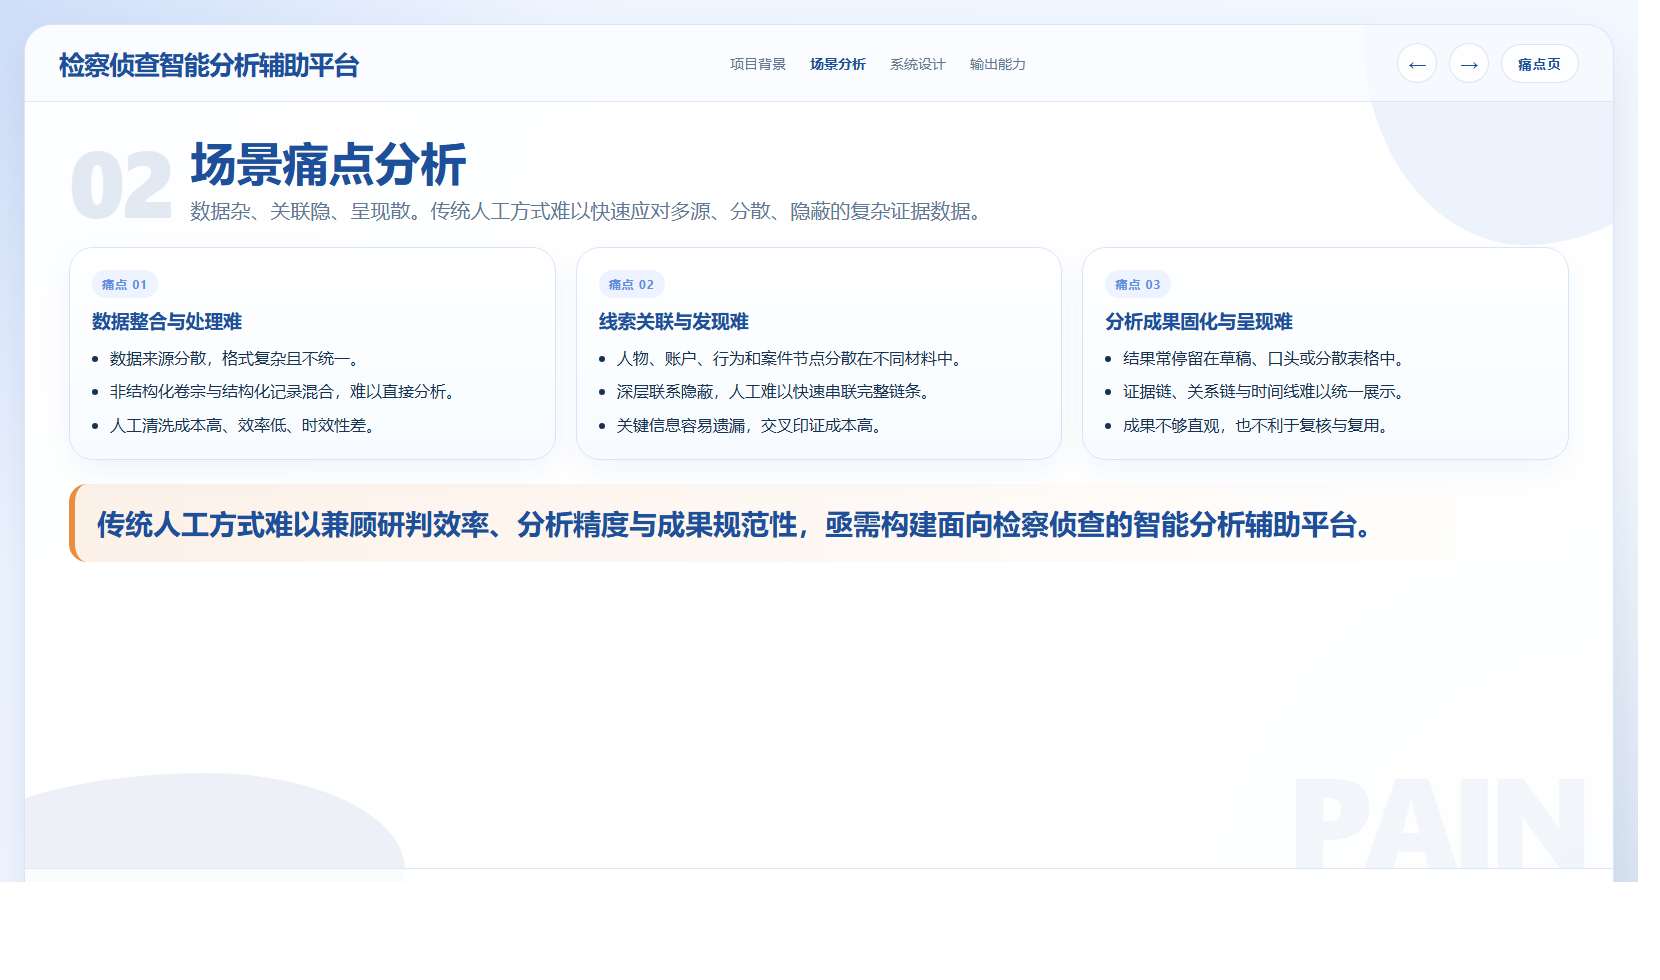 检察侦查智能分析辅助平台
项目背景 场景分析 系统设计 输出能力
← → 痛点页
02
场景痛点分析
数据杂、关联隐、呈现散。传统人工方式难以快速应对多源、分散、隐蔽的复杂证据数据。
痛点 01
数据整合与处理难
• 数据来源分散，格式复杂且不统一。
• 非结构化卷宗与结构化记录混合，难以直接分析。
• 人工清洗成本高、效率低、时效性差。
痛点 02
线索关联与发现难
• 人物、账户、行为和案件节点分散在不同材料中。
• 深层联系隐蔽，人工难以快速串联完整链条。
• 关键信息容易遗漏，交叉印证成本高。
痛点 03
分析成果固化与呈现难
• 结果常停留在草稿、口头或分散表格中。
• 证据链、关系链与时间线难以统一展示。
• 成果不够直观，也不利于复核与复用。
传统人工方式难以兼顾研判效率、分析精度与成果规范性，亟需构建面向检察侦查的智能分析辅助平台。
PAIN